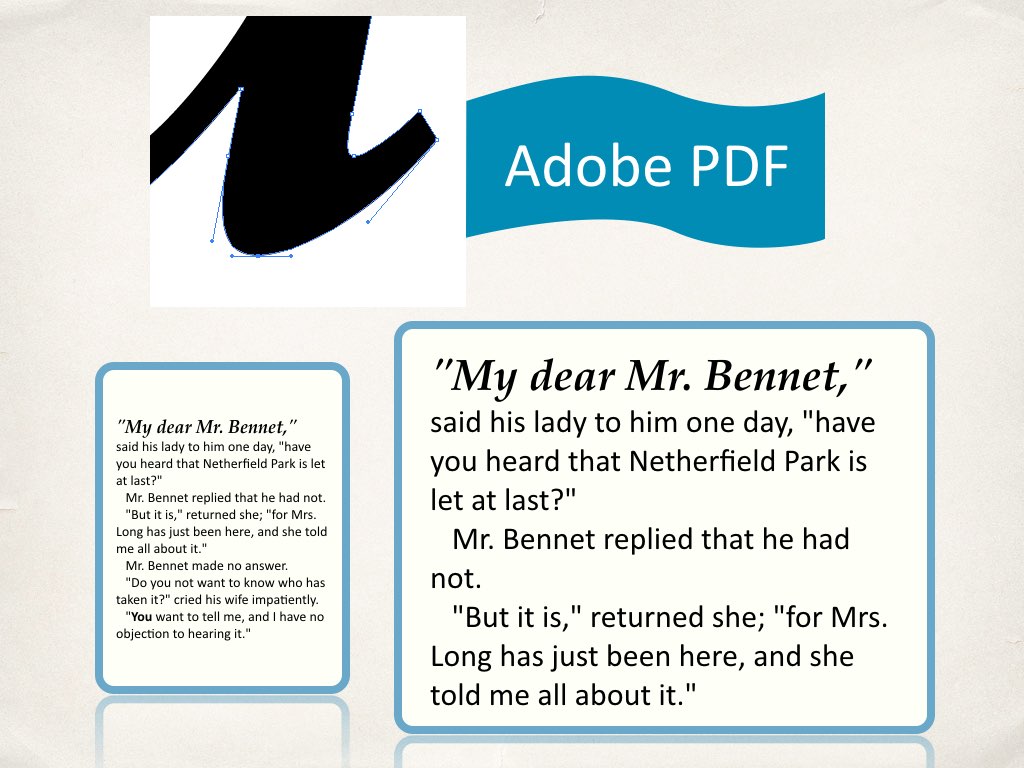 Adobe PDF
"My dear Mr. Bennet,"
said his lady to him one day, "have
you heard that Netherfield Park is let
at last?"
Mr. Bennet replied that he had not.
"But it is," returned she; "for Mrs.
Long has just been here, and she told
me all about it."
Mr. Bennet made no answer.
"Do you not want to know who has
taken it?" cried his wife impatiently.
"You want to tell me, and I have no
objection to hearing it."
"My dear Mr. Bennet,"
said his lady to him one day, "have
you heard that Netherfield Park is
let at last?"
Mr. Bennet replied that he had
not.
"But it is," returned she; "for Mrs.
Long has just been here, and she
told me all about it."